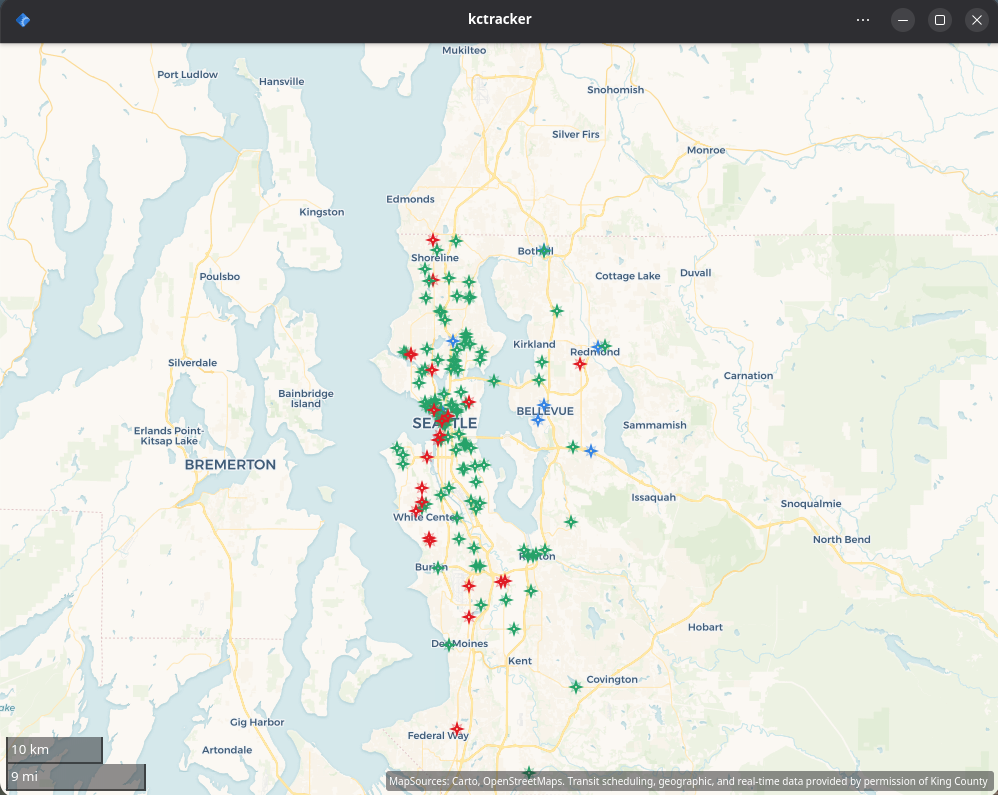 kctracker
Mukilteo
Port Ludlow
Hansville
Snohomish
Silver Firs
Monroe
Edmonds
Kingston
Shoreline
Bothell
Poulsbo
Cottage Lake
Duvall
Kirkland
Redmond
Silverdale
Carnation
Bainbridge
Island
BELLEVUE
SEATTLE
Sammamish
Erlands Point-
Kitsap Lake
BREMERTON
Issaquah
Snoqualmie
White Center
North Bend
Renton
Burien
Hobart
Des Moines
Kent
Covington
Gig Harbor
Federal Way
Artondale
10 km
9 mi
MapSources: Carto, OpenStreetMaps. Transit scheduling, geographic, and real-time data provided by permission of King County